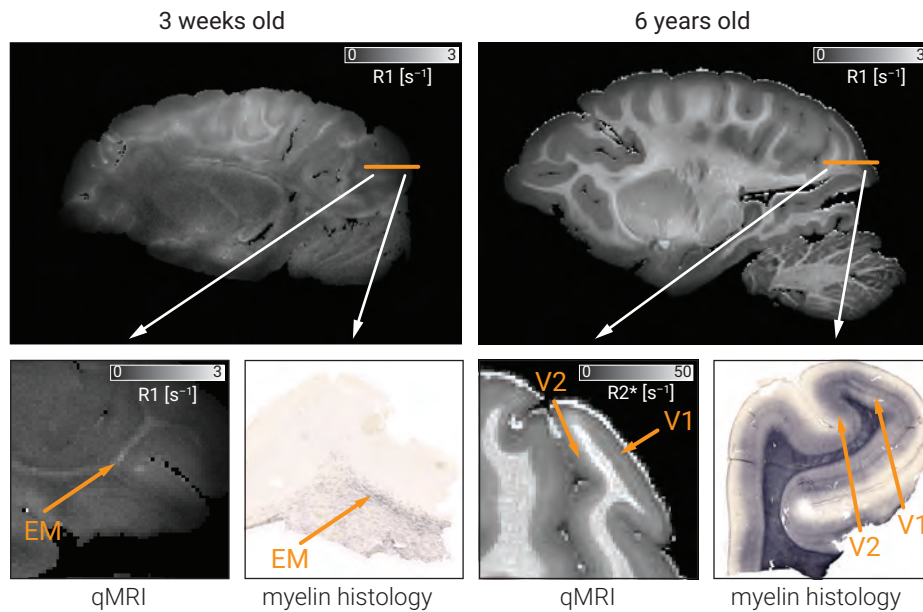 3 weeks old
6 years old
0 3
R1 [s⁻¹]
0 3
R1 [s⁻¹]
0 3
R1 [s⁻¹]
EM
EM
0 50
R2* [s⁻¹]
V2
V1
V2
V1
qMRI
myelin histology
qMRI
myelin histology